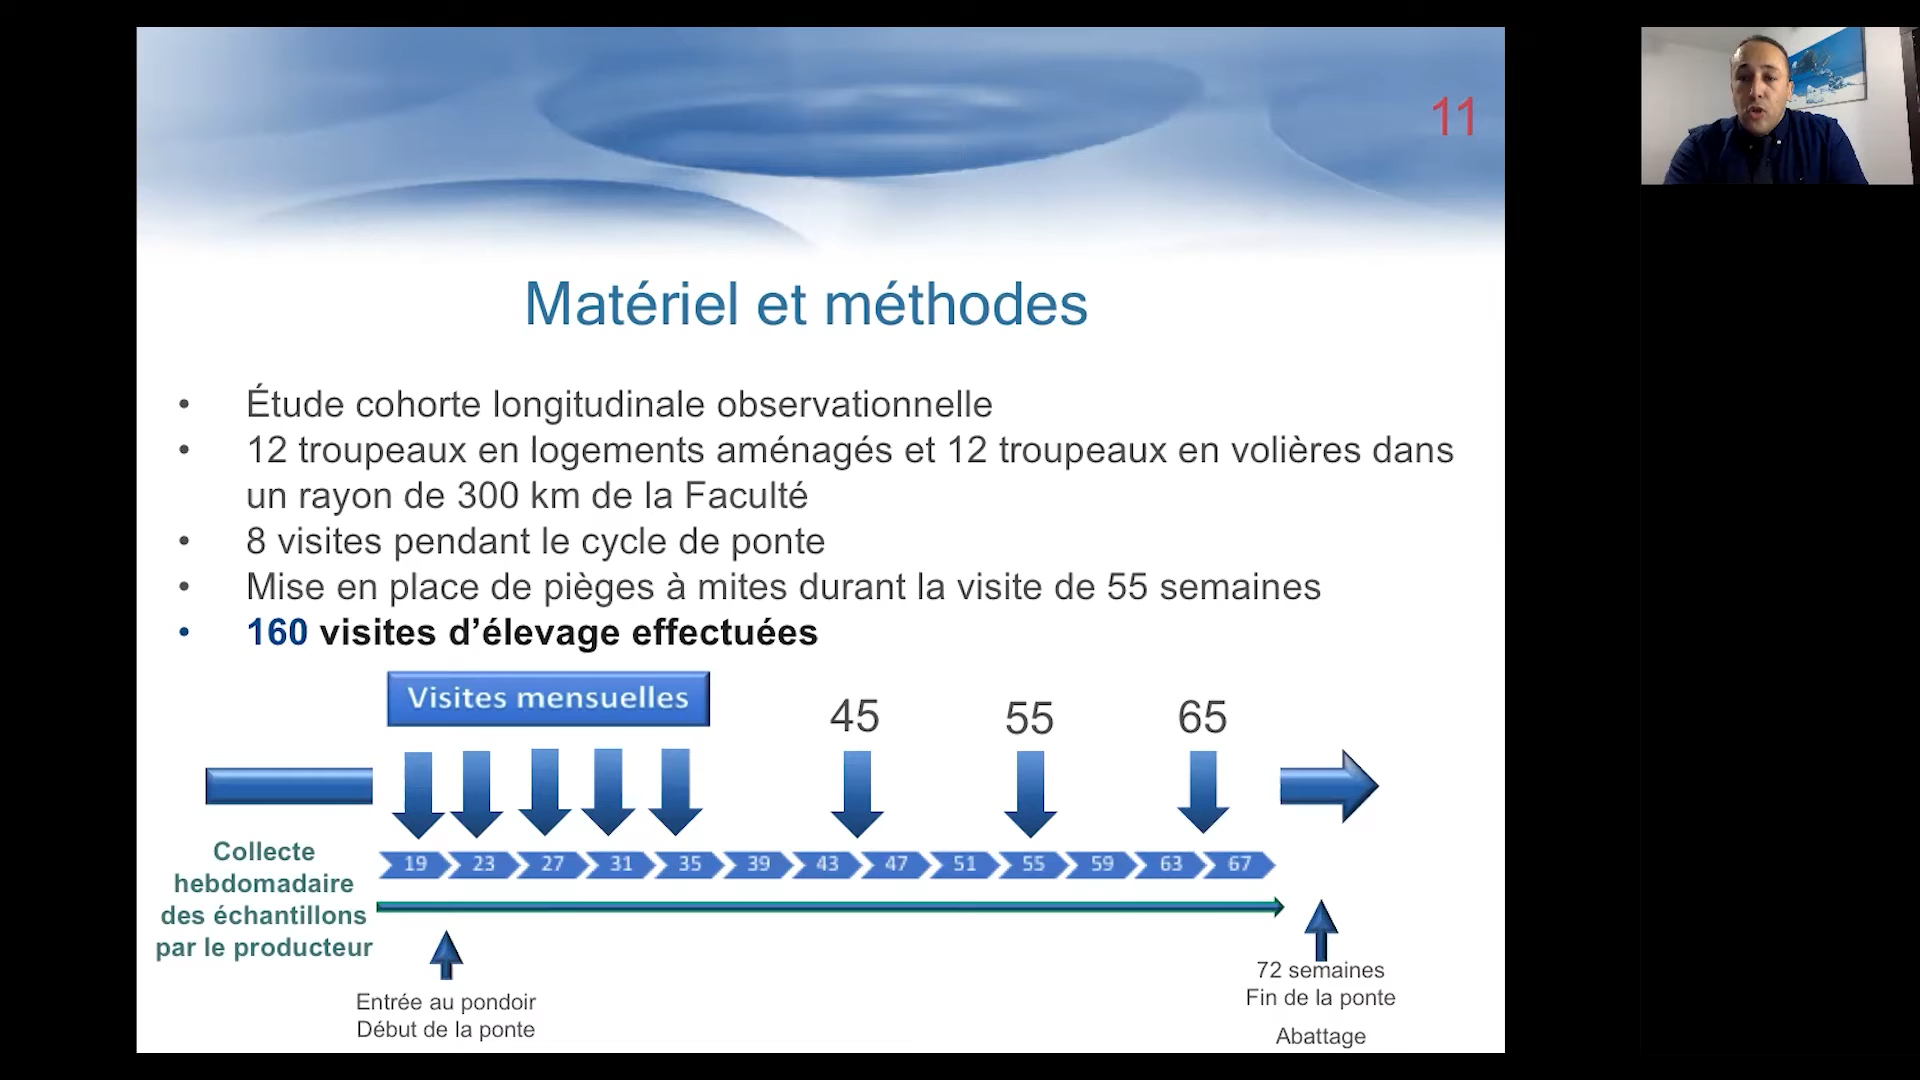 11
Matériel et méthodes
• Étude cohorte longitudinale observationnelle
• 12 troupeaux en logements aménagés et 12 troupeaux en volières dans
un rayon de 300 km de la Faculté
• 8 visites pendant le cycle de ponte
• Mise en place de pièges à mites durant la visite de 55 semaines
• 160 visites d’élevage effectuées
Visites mensuelles
45 55 65
19 23 27 31 35 39 43 47 51 55 59 63 67
Collecte
hebdomadaire
des échantillons
par le producteur
Entrée au pondoir
Début de la ponte
72 semaines
Fin de la ponte
Abattage